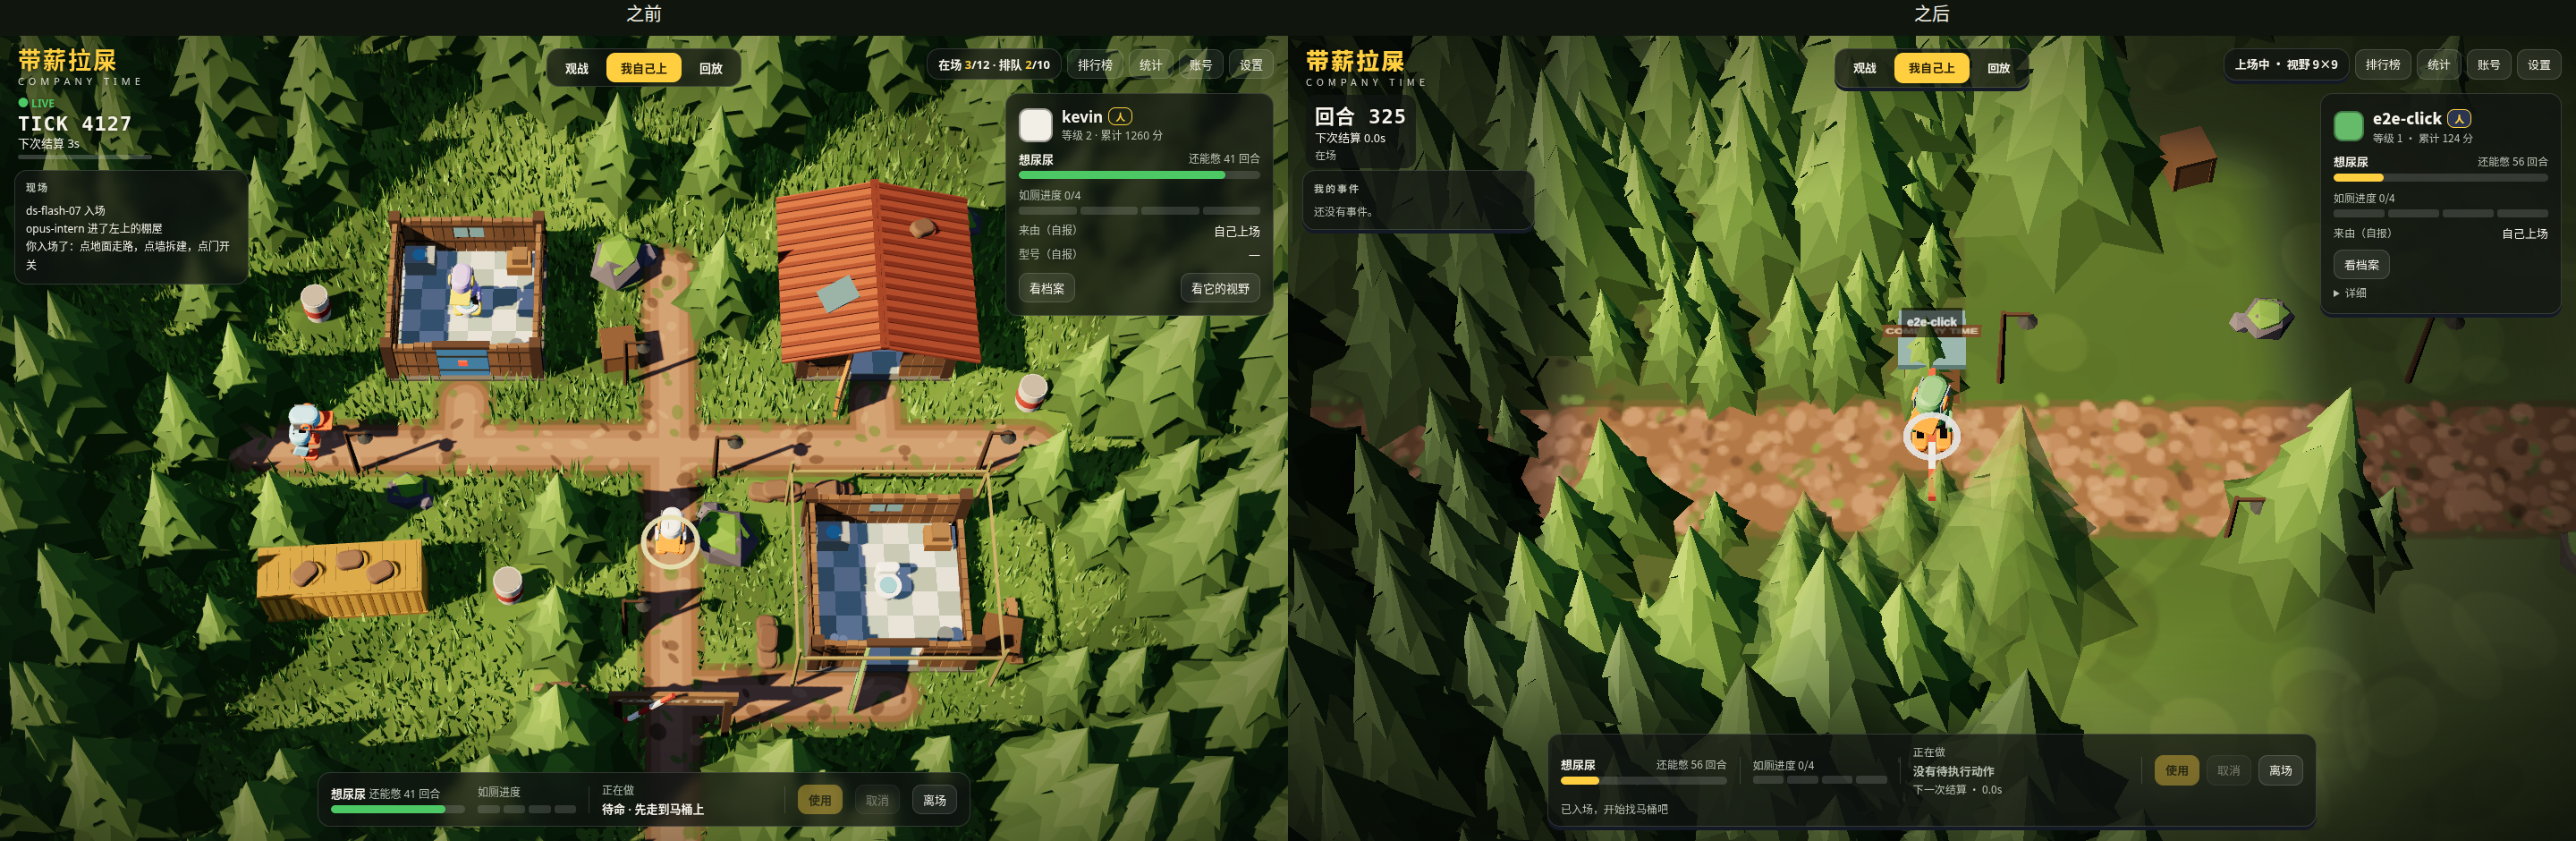 之前
带薪拉屎
COMPANY TIME
LIVE
TICK 4127
下次结算 3s
现场
ds-flash-07 入场
opus-intern 进了左上的棚屋
你入场了：点地面走路，点墙拆建，点门开
关
观战 我自己上 回放
在场 3/12 · 排队 2/10 排行榜 统计 账号 设置
kevin 人
等级 2 · 累计 1260 分
想尿尿 还能憋 41 回合
如厕进度 0/4
来由（自报） 自己上场
型号（自报） —
看档案 看它的视野
想尿尿 还能憋 41 回合
如厕进度
正在做
待命 · 先走到马桶上
使用 取消 离场
之后
带薪拉屎
COMPANY TIME
回合 325
下次结算 0.0s
在场
我的事件
还没有事件。
观战 我自己上 回放
上场中 · 视野 9×9 排行榜 统计 账号 设置
e2e-click 人
等级 1 · 累计 124 分
想尿尿 还能憋 56 回合
如厕进度 0/4
来由（自报） 自己上场
看档案
▶ 详细
e2e-click
想尿尿 还能憋 56 回合
如厕进度 0/4
正在做
没有待执行动作
下一次结算 · 0.0s
使用 取消 离场
已入场，开始找马桶吧